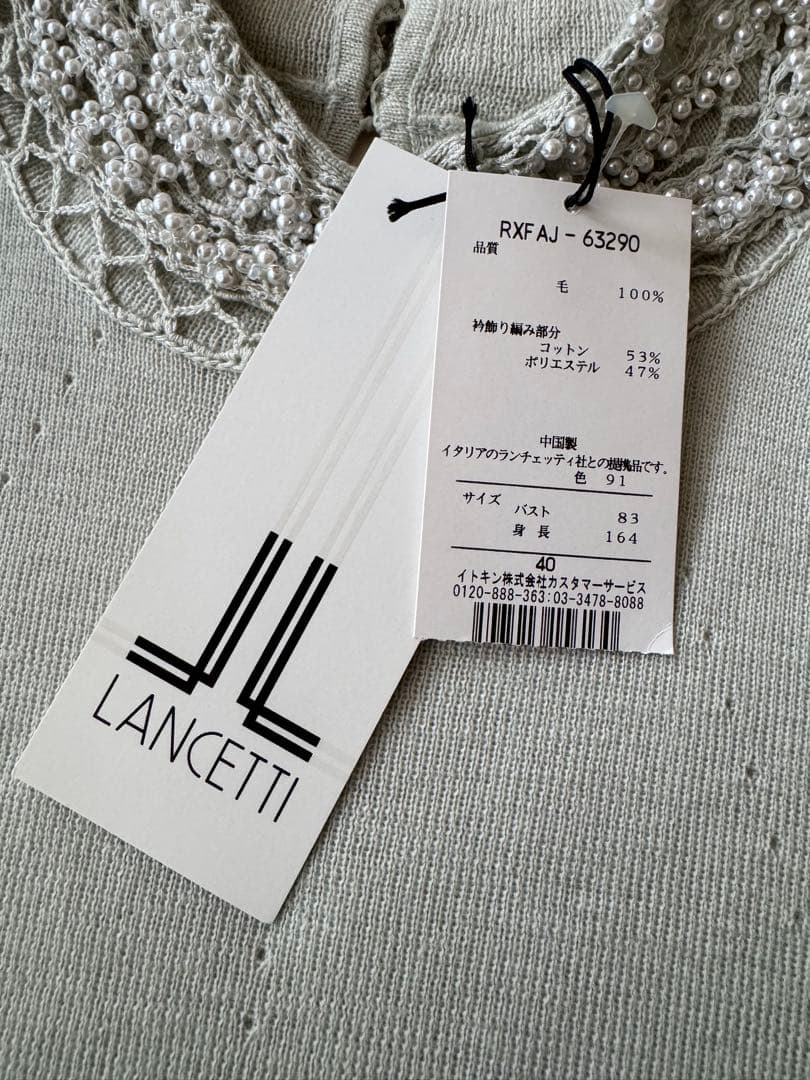 LANCETTI
RXFAJ-63290
品質
毛 100%
衿飾り編み部分
コットン 53%
ポリエステル 47%
中国製
イタリアのランチェッティ社との提携品です。
色 91
サイズ
バスト 83
身長 164
40
イトキン株式会社カスタマーサービス
0120-888-363:03-3478-8088